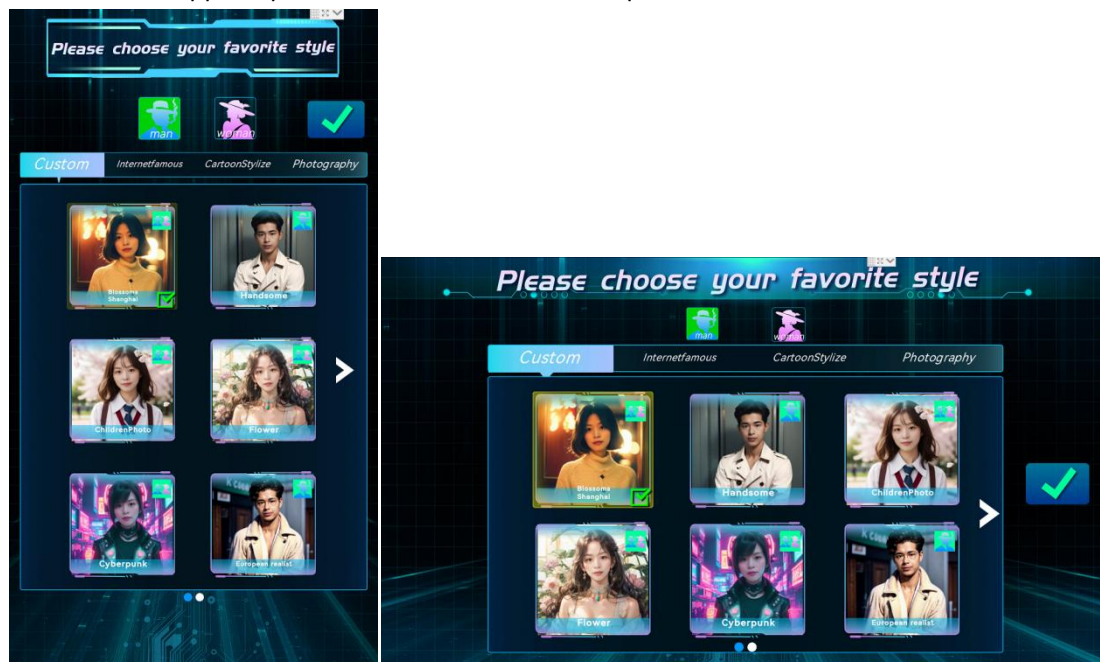 Please choose your favorite style
man
woman
Custom
Internetfamous
CartoonStylize
Photography
Blossoms
Shanghai
Handsome
ChildrenPhoto
Flower
Cyberpunk
European realist
Please choose your favorite style
man
woman
Custom
Internetfamous
CartoonStylize
Photography
Blossoms
Shanghai
Handsome
ChildrenPhoto
Flower
Cyberpunk
European realist